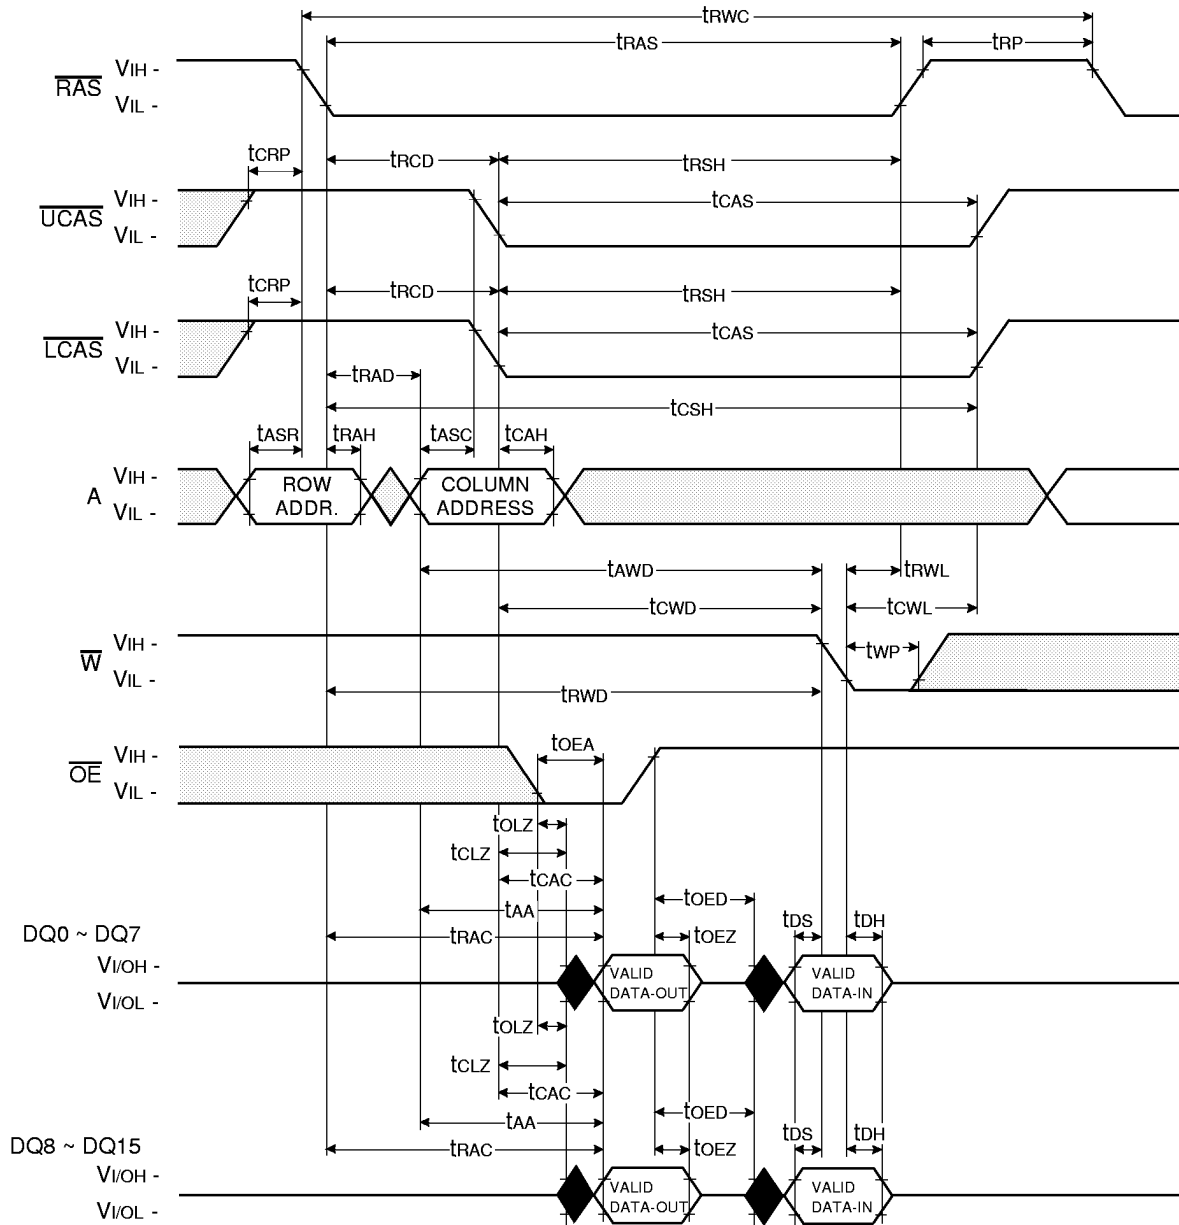 tRWC
tRAS tRP
RAS VIH -
VIL -
tCRP tRCD tRSH
UCAS VIH - tCAS
VIL -
tCRP tRCD tRSH
LCAS VIH - tCAS
VIL - tRAD
tCSH
tASR tRAH tASC tCAH
A VIH - ROW ADDR. COLUMN ADDRESS
VIL -
tAWD tRWL
tCWD tCWL
W VIH - tWP
VIL -
tRWD
OE VIH - tOEA
VIL -
tOLZ
tCLZ
tCAC
tOED
tAA tDS tDH
DQ0 ~ DQ7 tRAC tOEZ
VI/OH - VALID DATA-OUT VALID DATA-IN
VI/OL -
tOLZ
tCLZ
tCAC
tOED
tAA tDS tDH
DQ8 ~ DQ15 tRAC tOEZ
VI/OH - VALID DATA-OUT VALID DATA-IN
VI/OL -